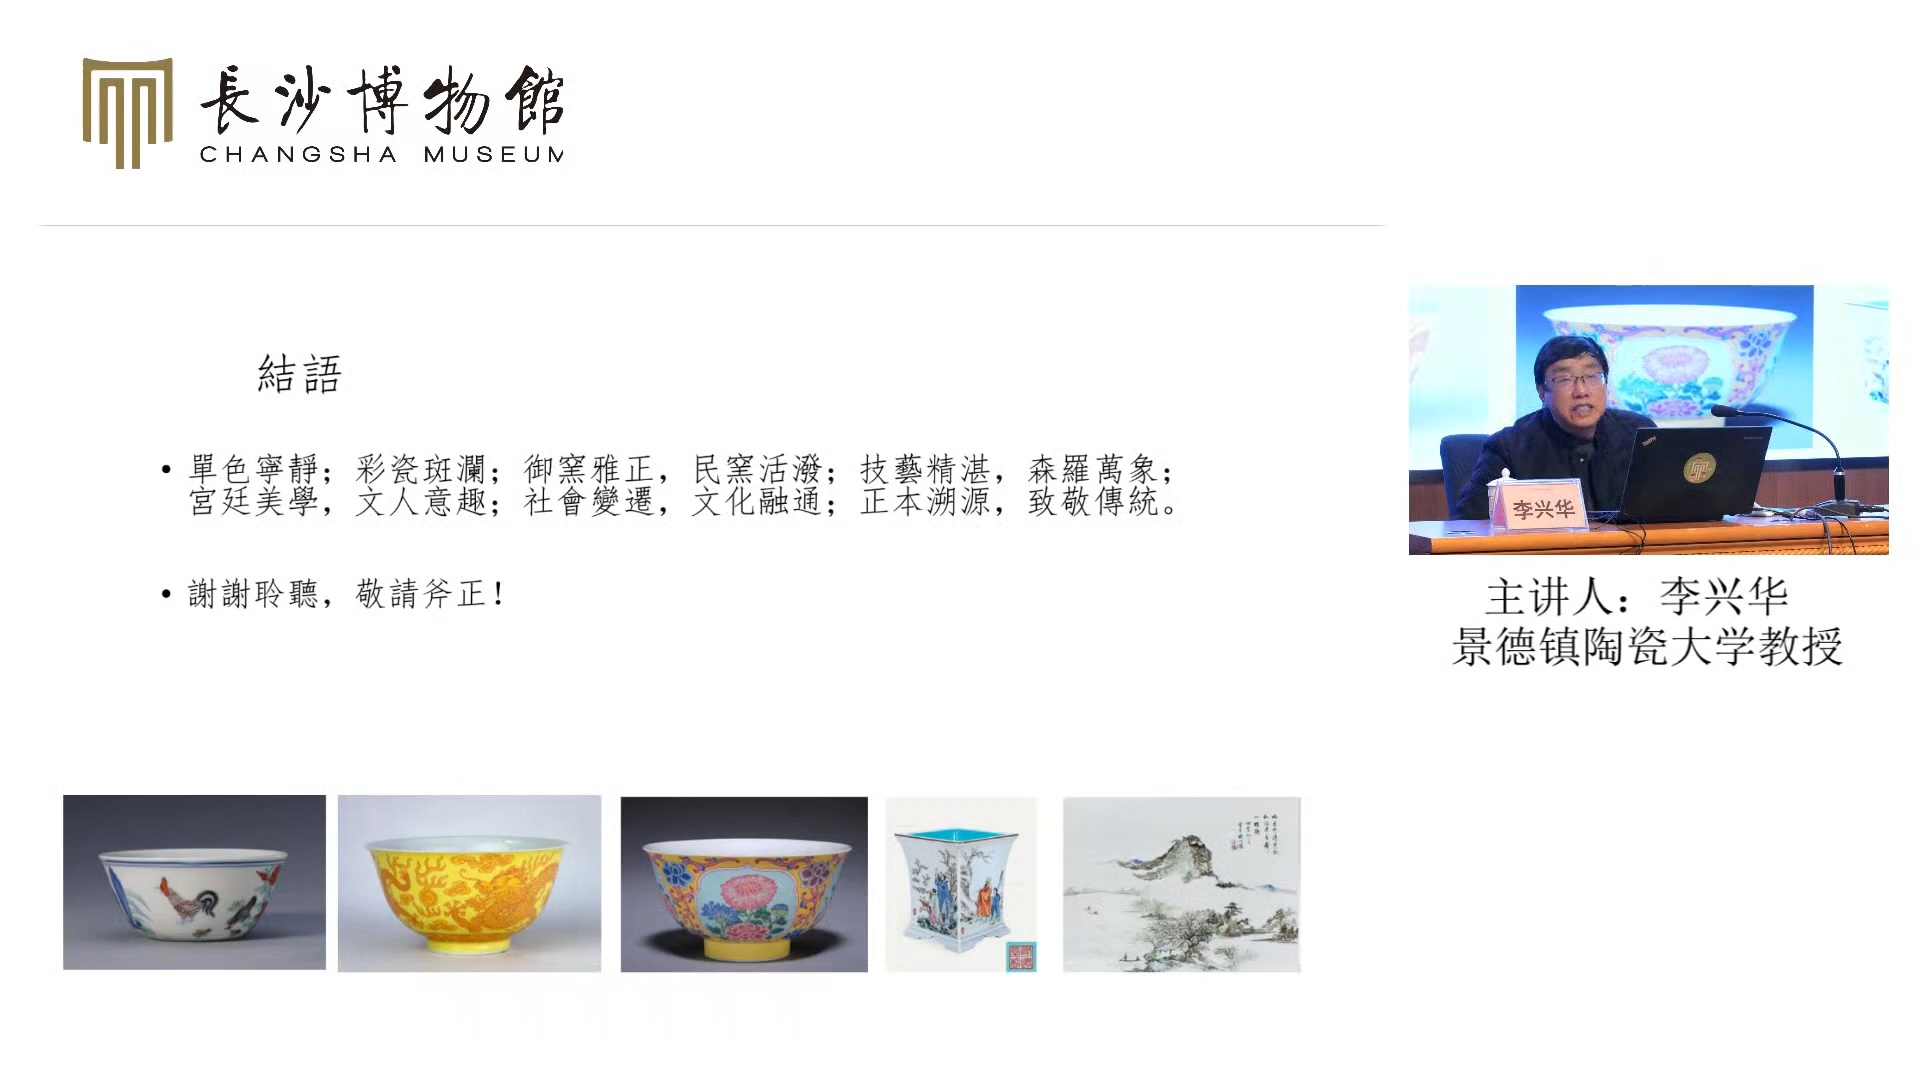 長沙博物館
CHANGSHA MUSEUM
結語
• 單色寧靜；彩瓷斑斕；御窯雅正，民窯活潑；技藝精湛，森羅萬象；
宮廷美學，文人意趣；社會變遷，文化融通；正本溯源，致敬傳統。
• 謝謝聆聽，敬請斧正！
李兴华
主讲人：李兴华
景德镇陶瓷大学教授